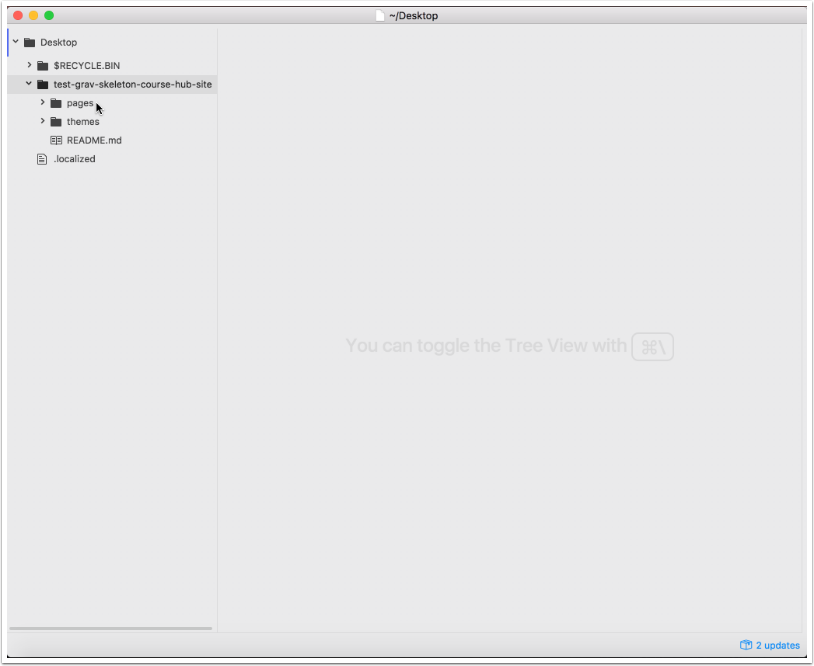 ~/Desktop
Desktop
$RECYCLE.BIN
test-grav-skeleton-course-hub-site
pages
themes
README.md
.localized
You can toggle the Tree View with ⌘\
2 updates